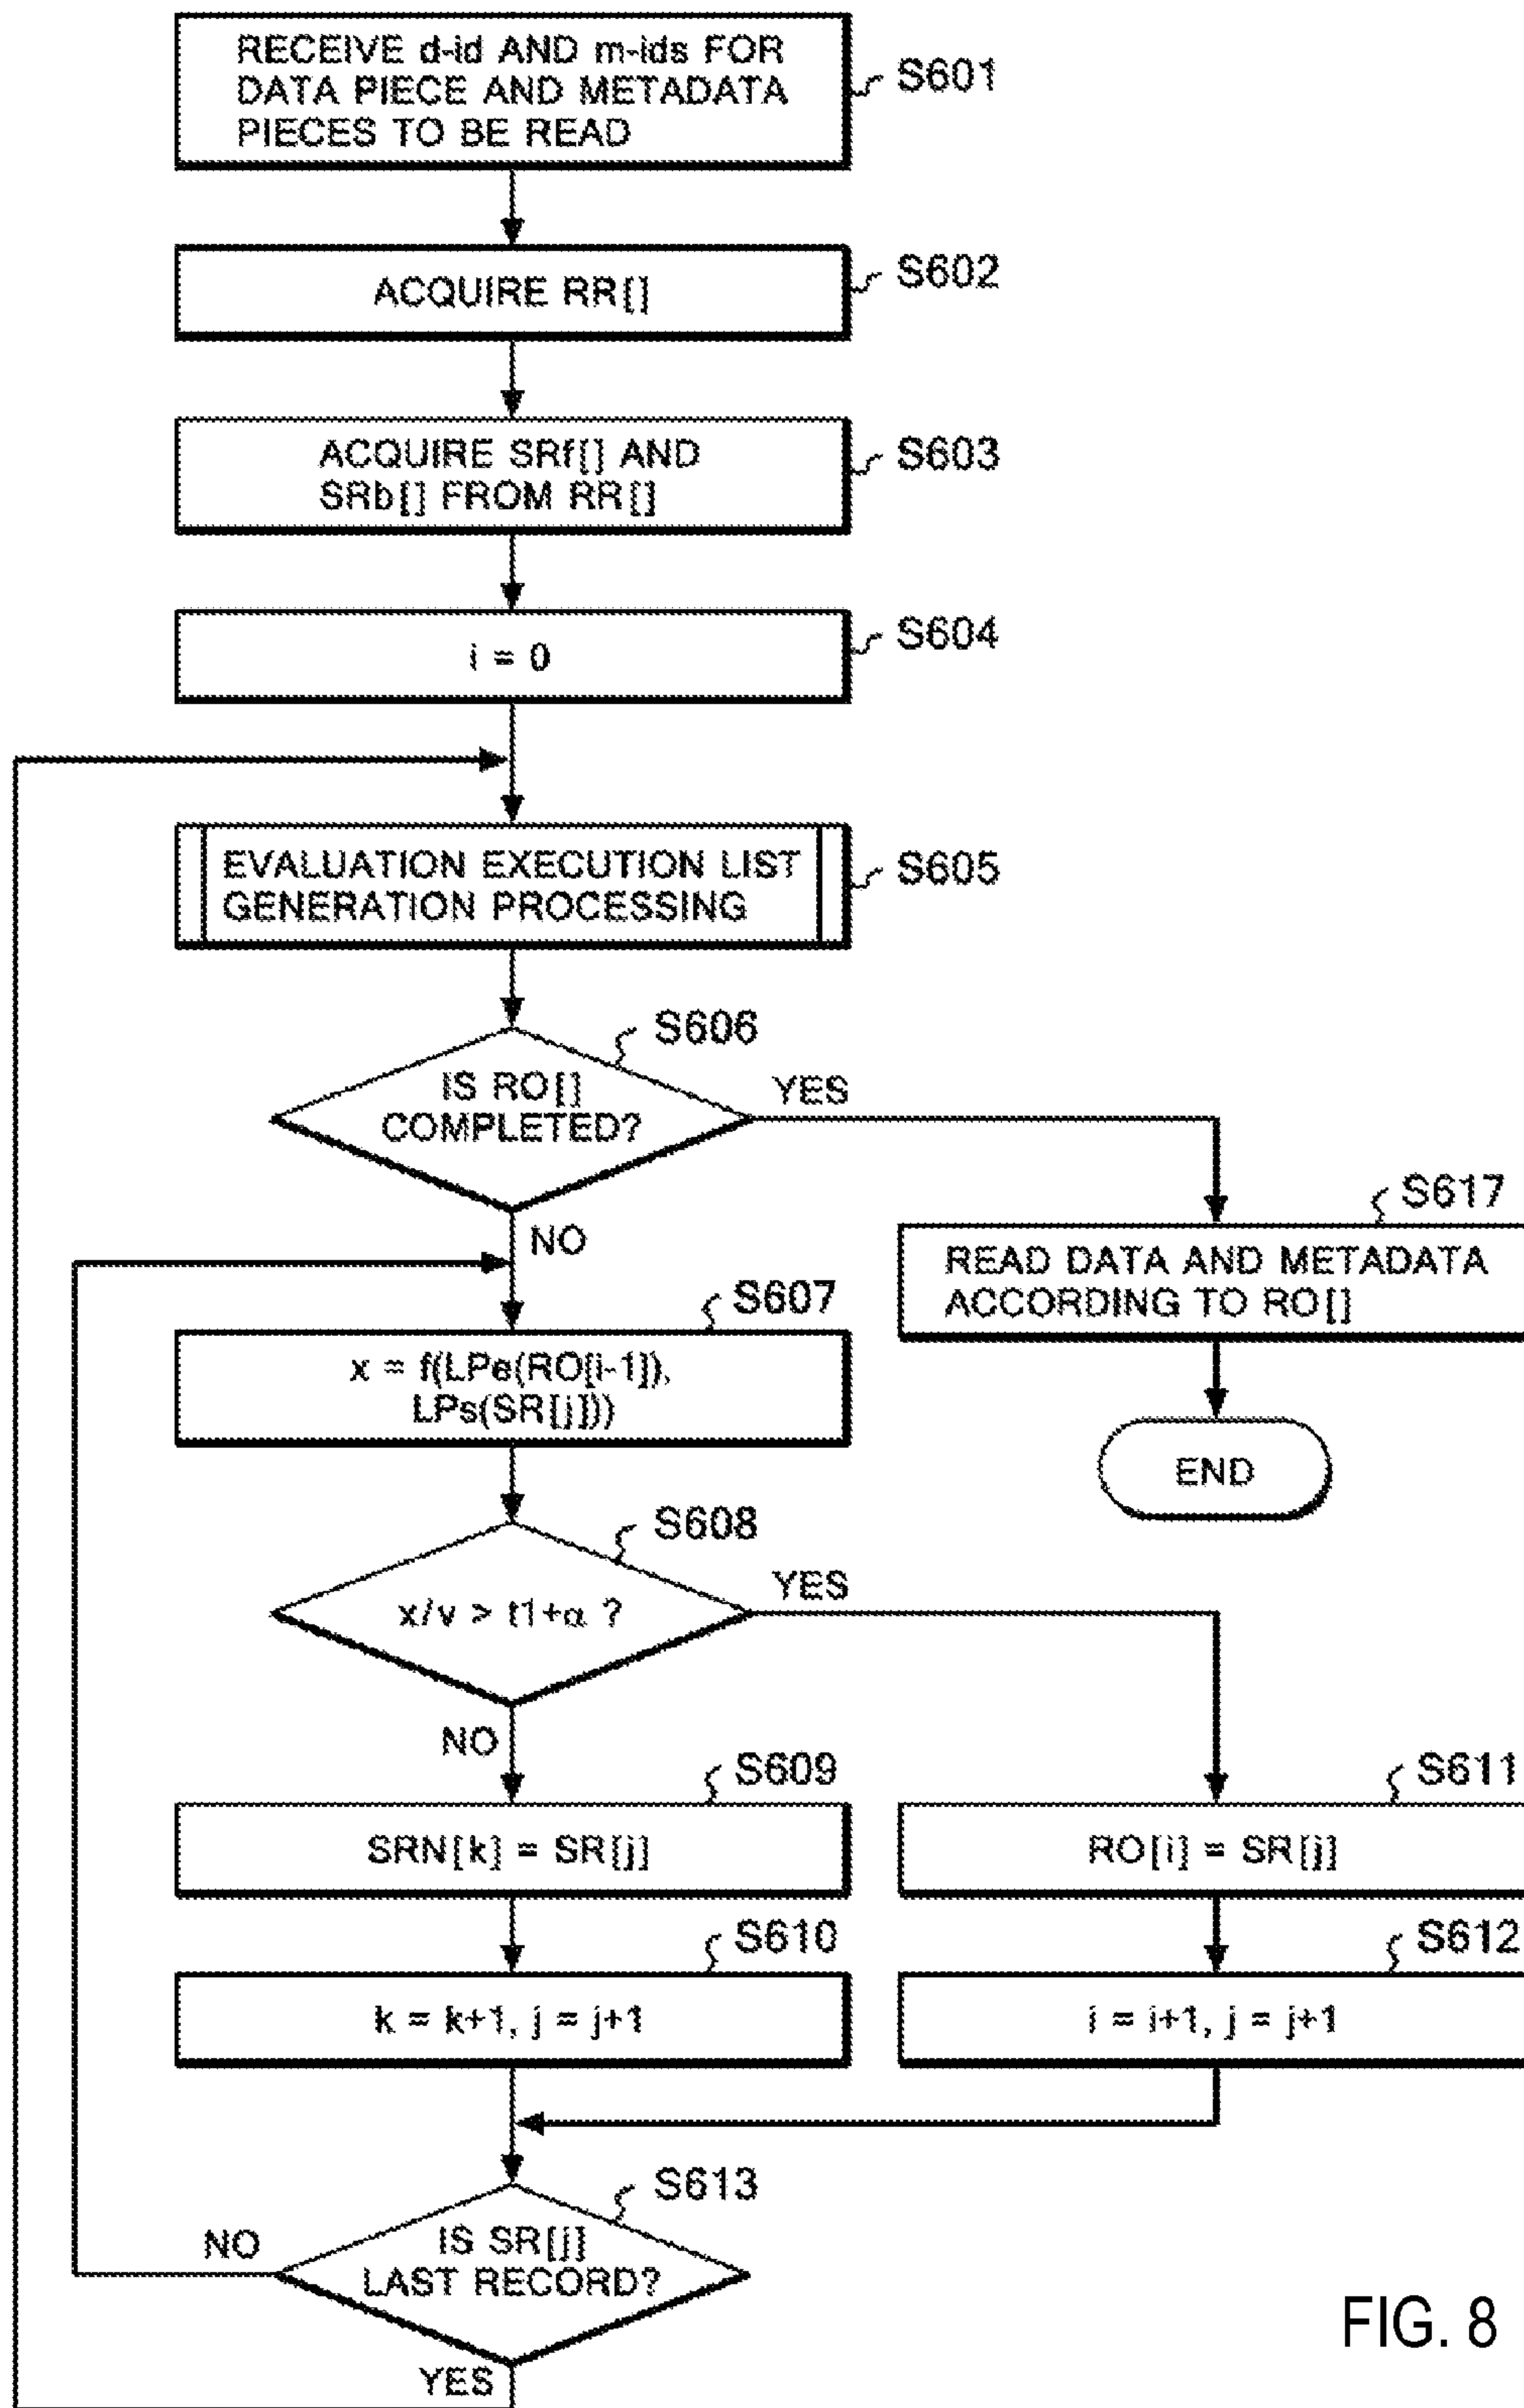 RECEIVE d-id AND m-ids FOR
DATA PIECE AND METADATA
PIECES TO BE READ
S601
ACQUIRE RR[]
S602
ACQUIRE SRf[] AND
SRb[] FROM RR[]
S603
i = 0
S604
EVALUATION EXECUTION LIST
GENERATION PROCESSING
S605
S606
IS RO[]
COMPLETED?
YES
NO
S617
READ DATA AND METADATA
ACCORDING TO RO[]
END
S607
x = f(LPe(RO[i-1]),
LPs(SR[j]))
S608
x/v > t1+α ?
YES
NO
S609
SRN[k] = SR[j]
S611
RO[i] = SR[j]
S610
k = k+1, j = j+1
S612
i = i+1, j = j+1
S613
IS SR[j]
LAST RECORD?
NO
YES
FIG. 8